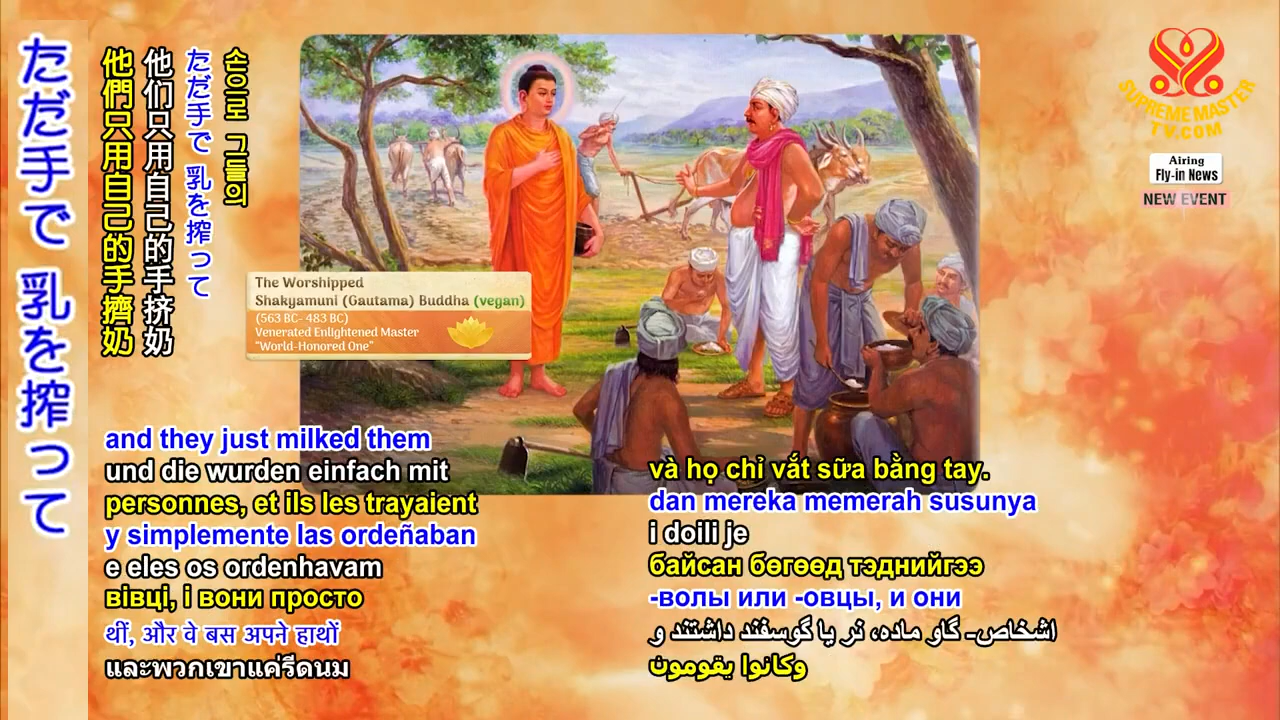 ただ手で 乳を搾って
他們只用自己的手擠奶
他们只用自己的手挤奶
ただ手で 乳を搾って
손으로 그들의
SUPREME MASTER
TV.COM
Airing
Fly-in News
NEW EVENT
The Worshipped
Shakyamuni (Gautama) Buddha (vegan)
(563 BC- 483 BC)
Venerated Enlightened Master
"World-Honored One"
and they just milked them
und die wurden einfach mit
personnes, et ils les trayaient
y simplemente las ordeñaban
e eles os ordenhavam
вівці, і вони просто
थीं, और वे बस अपने हाथों
และพวกเขาแค่รีดนม
và họ chỉ vắt sữa bằng tay.
dan mereka memerah susunya
i doili je
байсан бөгөөд тэднийгээ
-волы или -овцы, и они
اشخاص- گاو ماده، نر یا گوسفند داشتند و
وكانوا يقومون